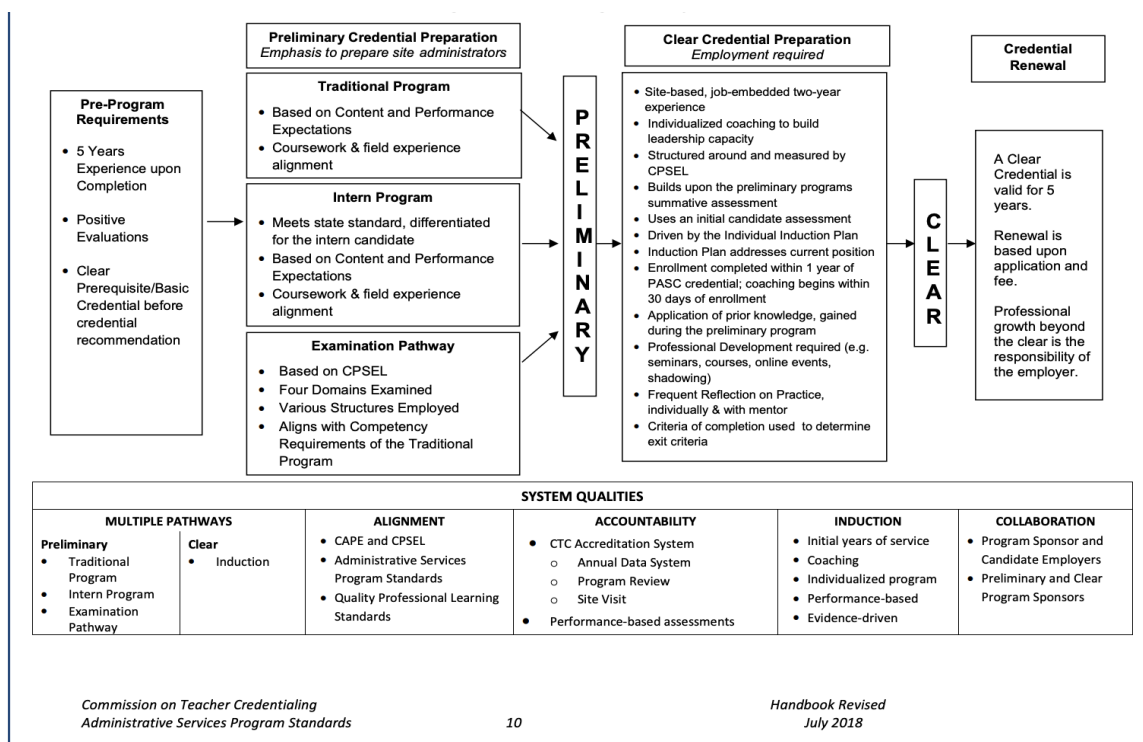 Pre-Program
Requirements
• 5 Years
Experience upon
Completion
• Positive
Evaluations
• Clear
Prerequisite/Basic
Credential before
credential
recommendation
Preliminary Credential Preparation
Emphasis to prepare site administrators
Traditional Program
• Based on Content and Performance
Expectations
• Coursework & field experience
alignment
Intern Program
• Meets state standard, differentiated
for the intern candidate
• Based on Content and Performance
Expectations
• Coursework & field experience
alignment
Examination Pathway
• Based on CPSEL
• Four Domains Examined
• Various Structures Employed
• Aligns with Competency
Requirements of the Traditional
Program
PRELIMINARY
Clear Credential Preparation
Employment required
• Site-based, job-embedded two-year
experience
• Individualized coaching to build
leadership capacity
• Structured around and measured by
CPSEL
• Builds upon the preliminary programs
summative assessment
• Uses an initial candidate assessment
• Driven by the Individual Induction Plan
• Induction Plan addresses current position
• Enrollment completed within 1 year of
PASC credential; coaching begins within
30 days of enrollment
• Application of prior knowledge, gained
during the preliminary program
• Professional Development required (e.g.
seminars, courses, online events,
shadowing)
• Frequent Reflection on Practice,
individually & with mentor
• Criteria of completion used to determine
exit criteria
CLEAR
Credential
Renewal
A Clear
Credential is
valid for 5
years.
Renewal is
based upon
application and
fee.
Professional
growth beyond
the clear is the
responsibility of
the employer.
SYSTEM QUALITIES
MULTIPLE PATHWAYS
Preliminary
• Traditional
Program
• Intern Program
• Examination
Pathway
Clear
• Induction
ALIGNMENT
• CAPE and CPSEL
• Administrative Services
Program Standards
• Quality Professional Learning
Standards
ACCOUNTABILITY
• CTC Accreditation System
o Annual Data System
o Program Review
o Site Visit
• Performance-based assessments
INDUCTION
• Initial years of service
• Coaching
• Individualized program
• Performance-based
• Evidence-driven
COLLABORATION
• Program Sponsor and
Candidate Employers
• Preliminary and Clear
Program Sponsors
Commission on Teacher Credentialing
Administrative Services Program Standards
10
Handbook Revised
July 2018